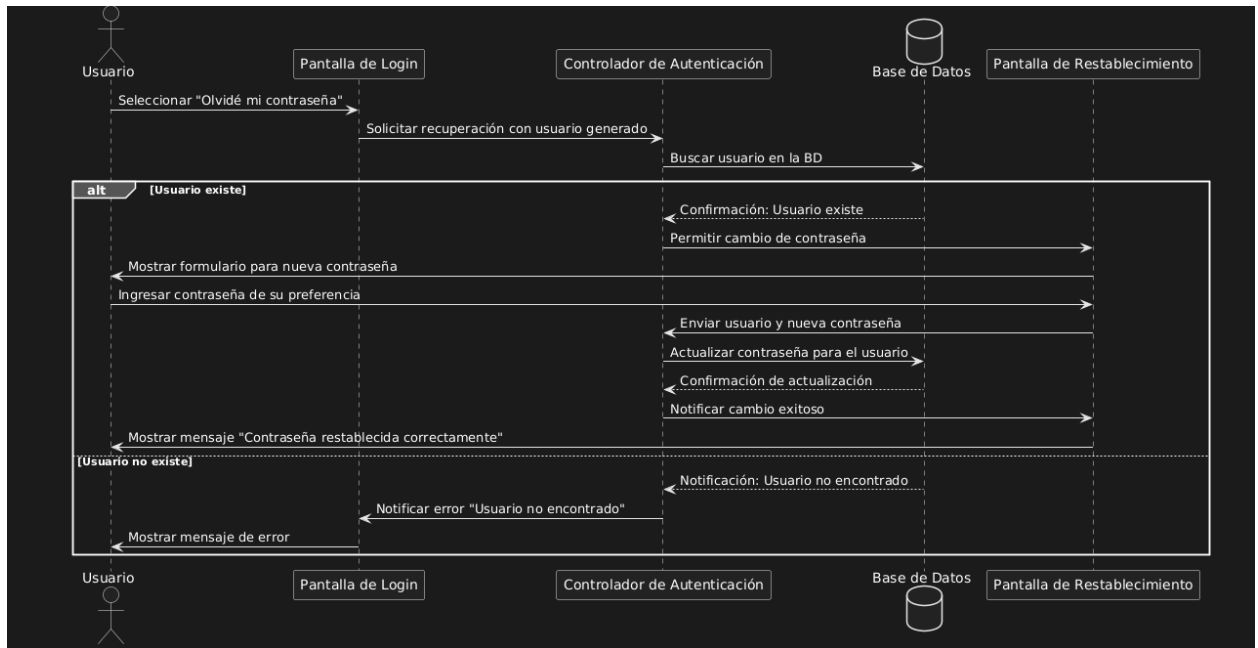 Usuario
Pantalla de Login
Controlador de Autenticación
Base de Datos
Pantalla de Restablecimiento
Seleccionar "Olvidé mi contraseña"
Solicitar recuperación con usuario generado
Buscar usuario en la BD
alt [Usuario existe]
Confirmación: Usuario existe
Permitir cambio de contraseña
Mostrar formulario para nueva contraseña
Ingresar contraseña de su preferencia
Enviar usuario y nueva contraseña
Actualizar contraseña para el usuario
Confirmación de actualización
Notificar cambio exitoso
Mostrar mensaje "Contraseña restablecida correctamente"
[Usuario no existe]
Notificación: Usuario no encontrado
Notificar error "Usuario no encontrado"
Mostrar mensaje de error
Usuario
Pantalla de Login
Controlador de Autenticación
Base de Datos
Pantalla de Restablecimiento